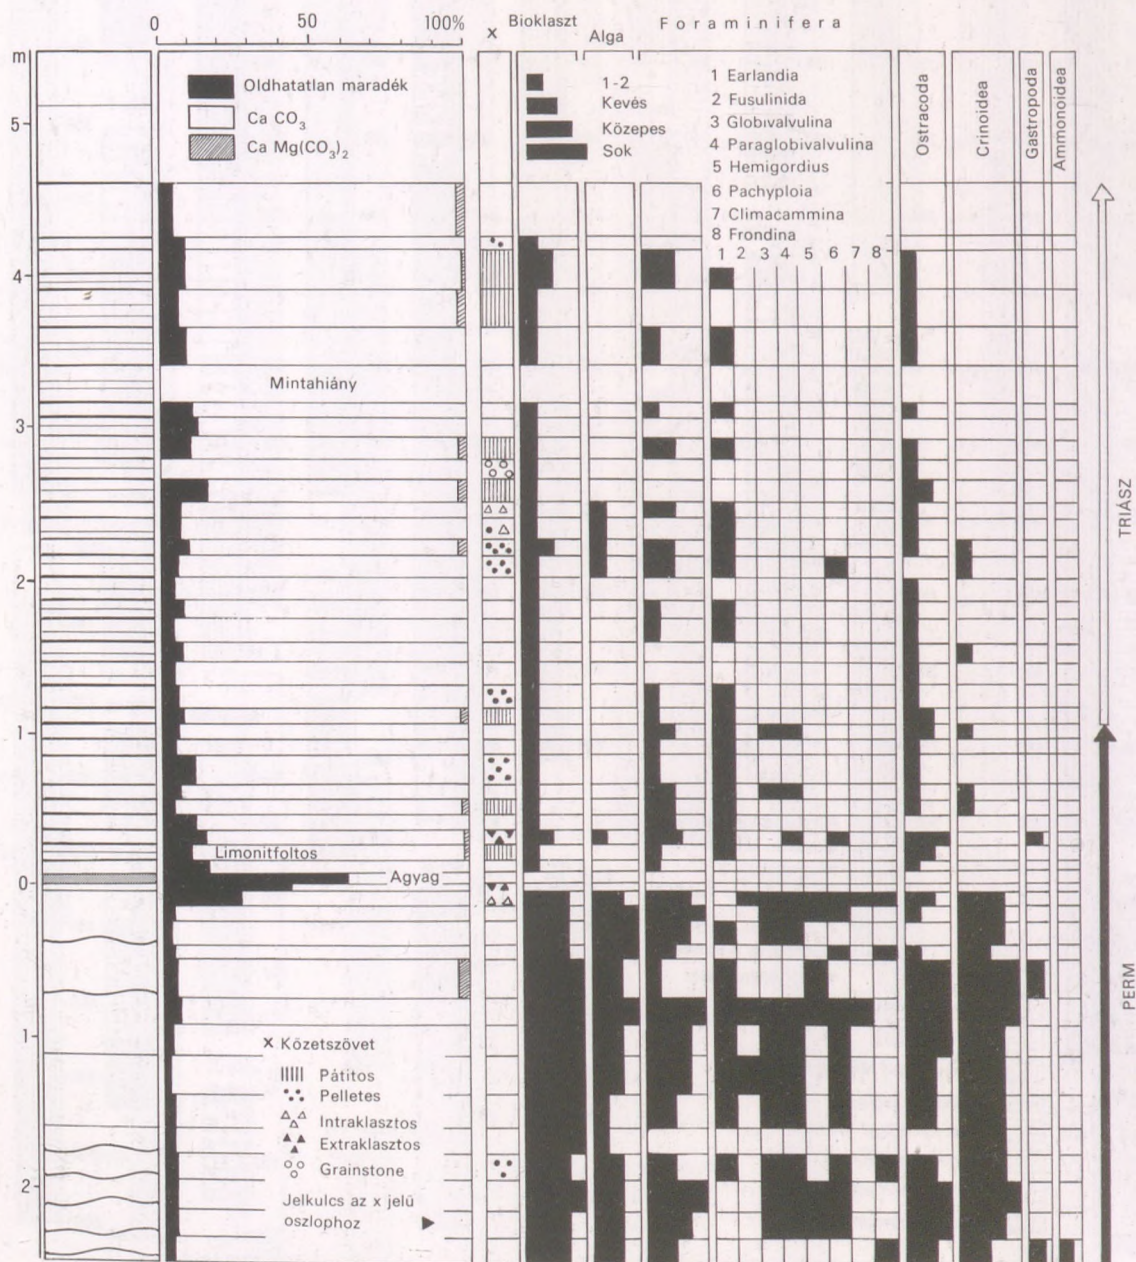 0 50 100%
x
Bioklaszt
Alga
Foraminifera
m
Oldhatatlan maradék
Ca CO3
Ca Mg(CO3)2
1-2
Kevés
Közepes
Sok
1 Earlandia
2 Fusulinida
3 Globivalvulina
4 Paraglobivalvulina
5 Hemigordius
6 Pachyploia
7 Climacammina
8 Frondina
1 2 3 4 5 6 7 8
Ostracoda
Crinoidea
Gastropoda
Ammonoidea
5
4
3
2
1
0
1
2
Mintahiány
Limonitfoltos
Agyag
TRIÁSZ
PERM
x Kőzetszövet
Pátitos
Pelletes
Intraklasztos
Extraklasztos
Grainstone
Jelkulcs az x jelű
oszlophoz